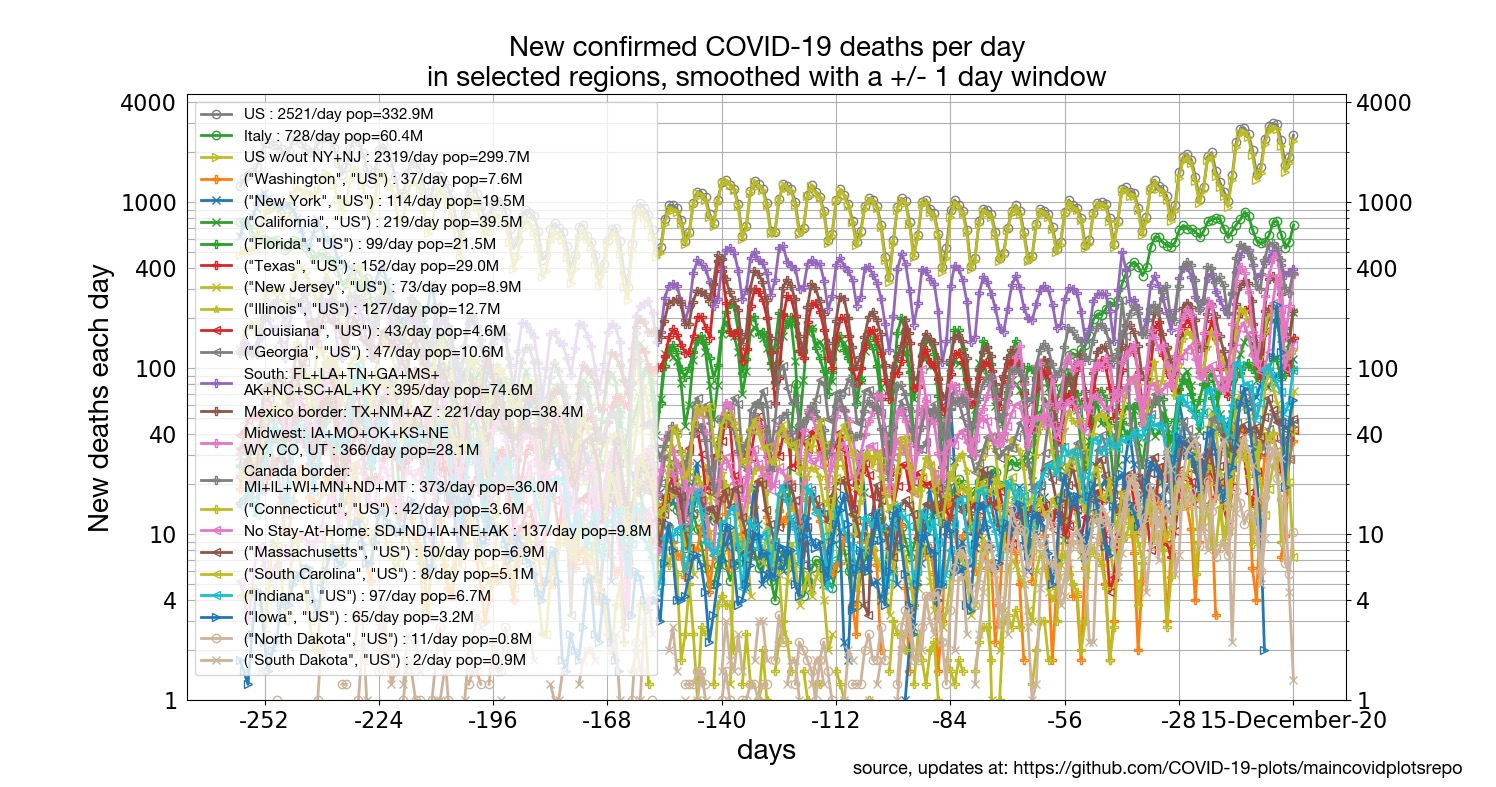 New confirmed COVID-19 deaths per day
in selected regions, smoothed with a +/- 1 day window
4000
1000
400
100
40
10
4
1
New deaths each day
US : 2521/day pop=332.9M
Italy : 728/day pop=60.4M
US w/out NY+NJ : 2319/day pop=299.7M
("Washington", "US") : 37/day pop=7.6M
("New York", "US") : 114/day pop=19.5M
("California", "US") : 219/day pop=39.5M
("Florida", "US") : 99/day pop=21.5M
("Texas", "US") : 152/day pop=29.0M
("New Jersey", "US") : 73/day pop=8.9M
("Illinois", "US") : 127/day pop=12.7M
("Louisiana", "US") : 43/day pop=4.6M
("Georgia", "US") : 47/day pop=10.6M
South: FL+LA+TN+GA+MS+
AK+NC+SC+AL+KY : 395/day pop=74.6M
Mexico border: TX+NM+AZ : 221/day pop=38.4M
Midwest: IA+MO+OK+KS+NE
WY, CO, UT : 366/day pop=28.1M
Canada border:
MI+IL+WI+MN+ND+MT : 373/day pop=36.0M
("Connecticut", "US") : 42/day pop=3.6M
No Stay-At-Home: SD+ND+IA+NE+AK : 137/day pop=9.8M
("Massachusetts", "US") : 50/day pop=6.9M
("South Carolina", "US") : 8/day pop=5.1M
("Indiana", "US") : 97/day pop=6.7M
("Iowa", "US") : 65/day pop=3.2M
("North Dakota", "US") : 11/day pop=0.8M
("South Dakota", "US") : 2/day pop=0.9M
4000
1000
400
100
40
10
4
1
-252 -224 -196 -168 -140 -112 -84 -56 -28 15-December-20
days
source, updates at: https://github.com/COVID-19-plots/maincovidplotsrepo